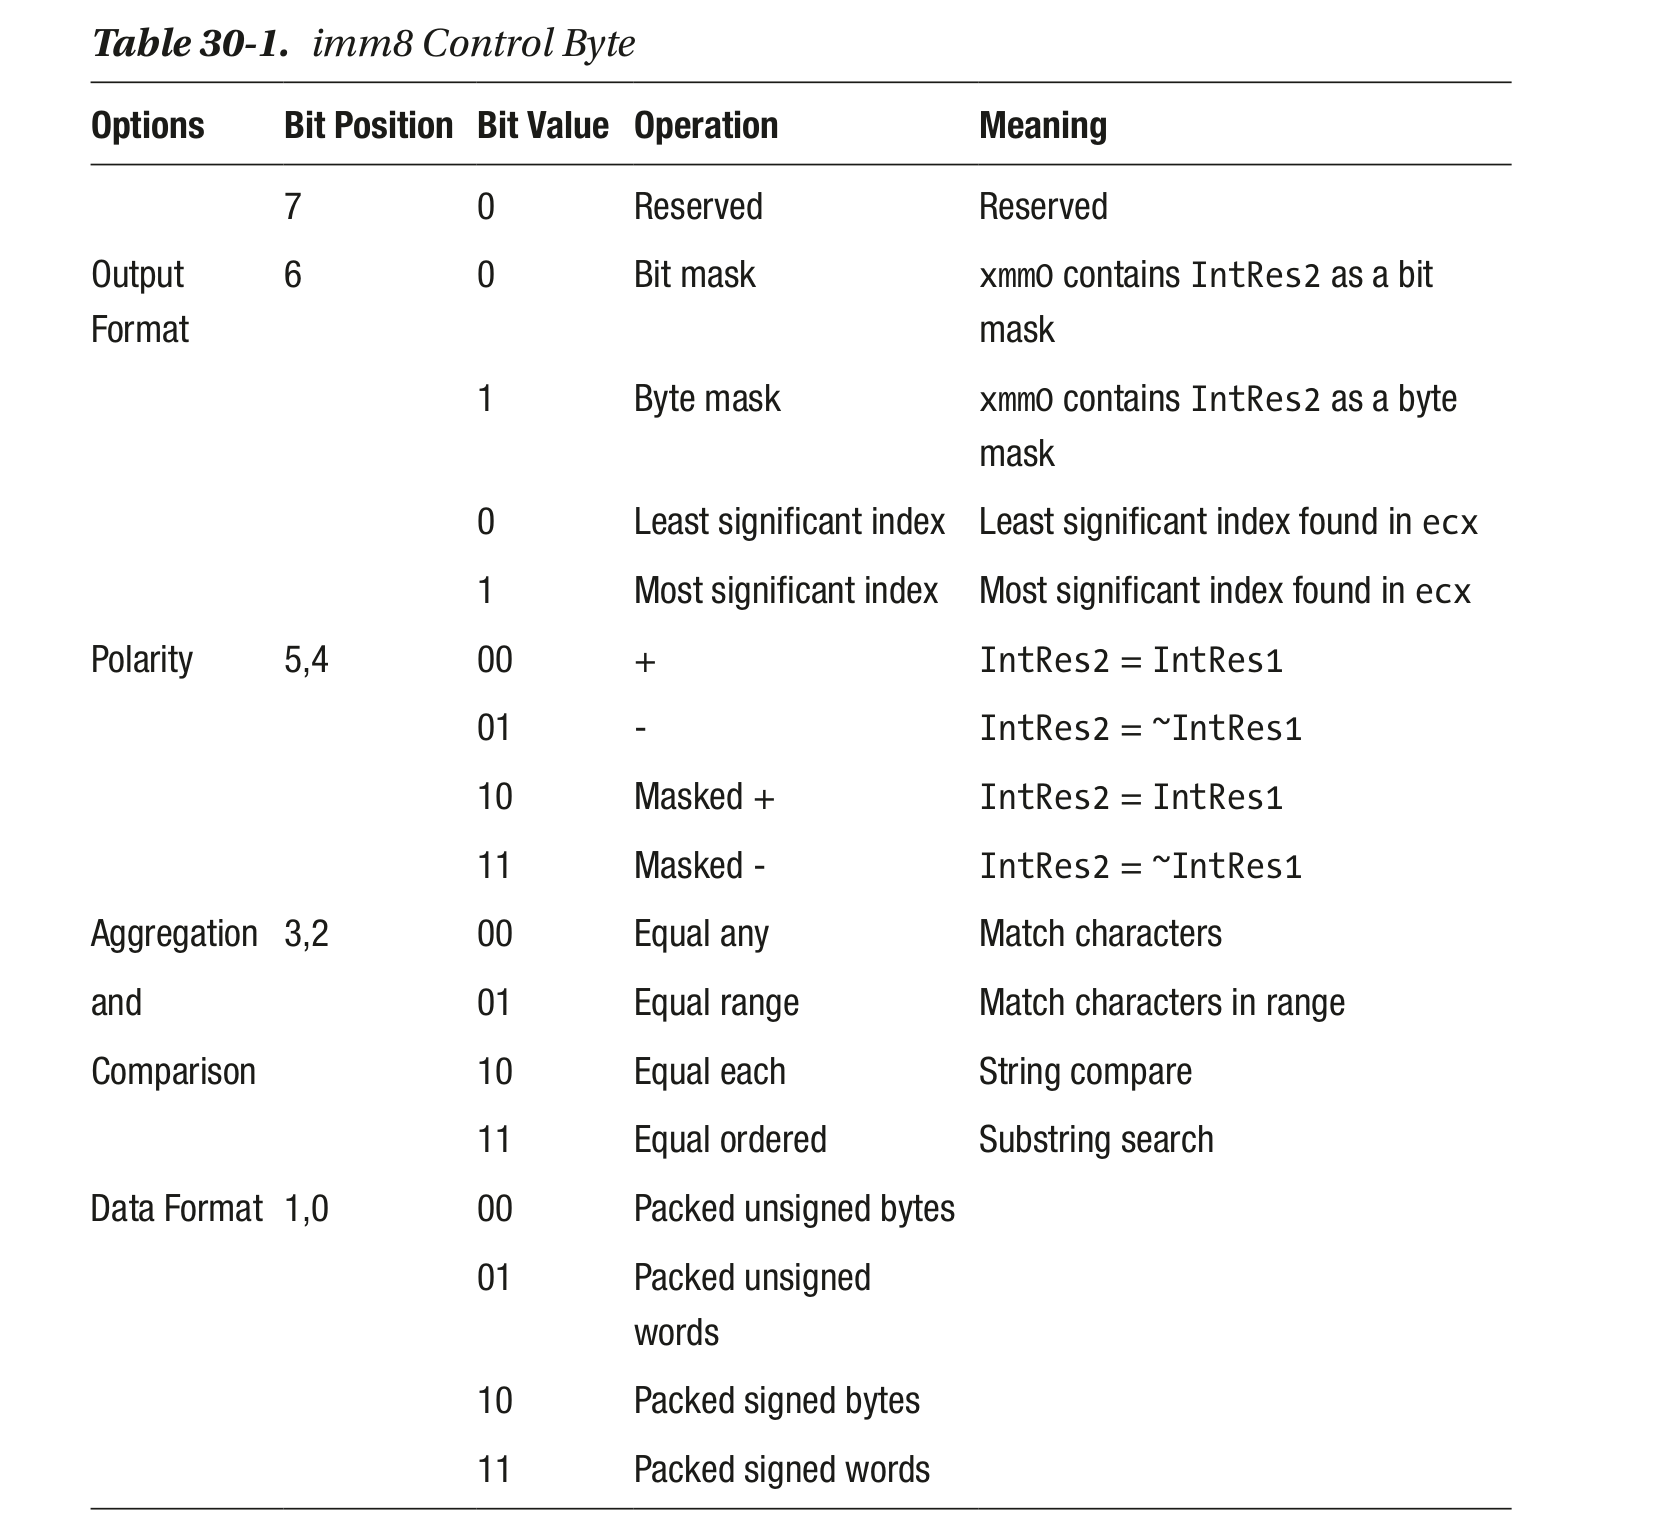 Table 30-1. imm8 Control Byte
Options Bit Position Bit Value Operation Meaning
7 0 Reserved Reserved
Output 6 0 Bit mask xmm0 contains IntRes2 as a bit
Format mask
1 Byte mask xmm0 contains IntRes2 as a byte
mask
0 Least significant index Least significant index found in ecx
1 Most significant index Most significant index found in ecx
Polarity 5,4 00 + IntRes2 = IntRes1
01 - IntRes2 = ~IntRes1
10 Masked + IntRes2 = IntRes1
11 Masked - IntRes2 = ~IntRes1
Aggregation 3,2 00 Equal any Match characters
and 01 Equal range Match characters in range
Comparison 10 Equal each String compare
11 Equal ordered Substring search
Data Format 1,0 00 Packed unsigned bytes
01 Packed unsigned
words
10 Packed signed bytes
11 Packed signed words